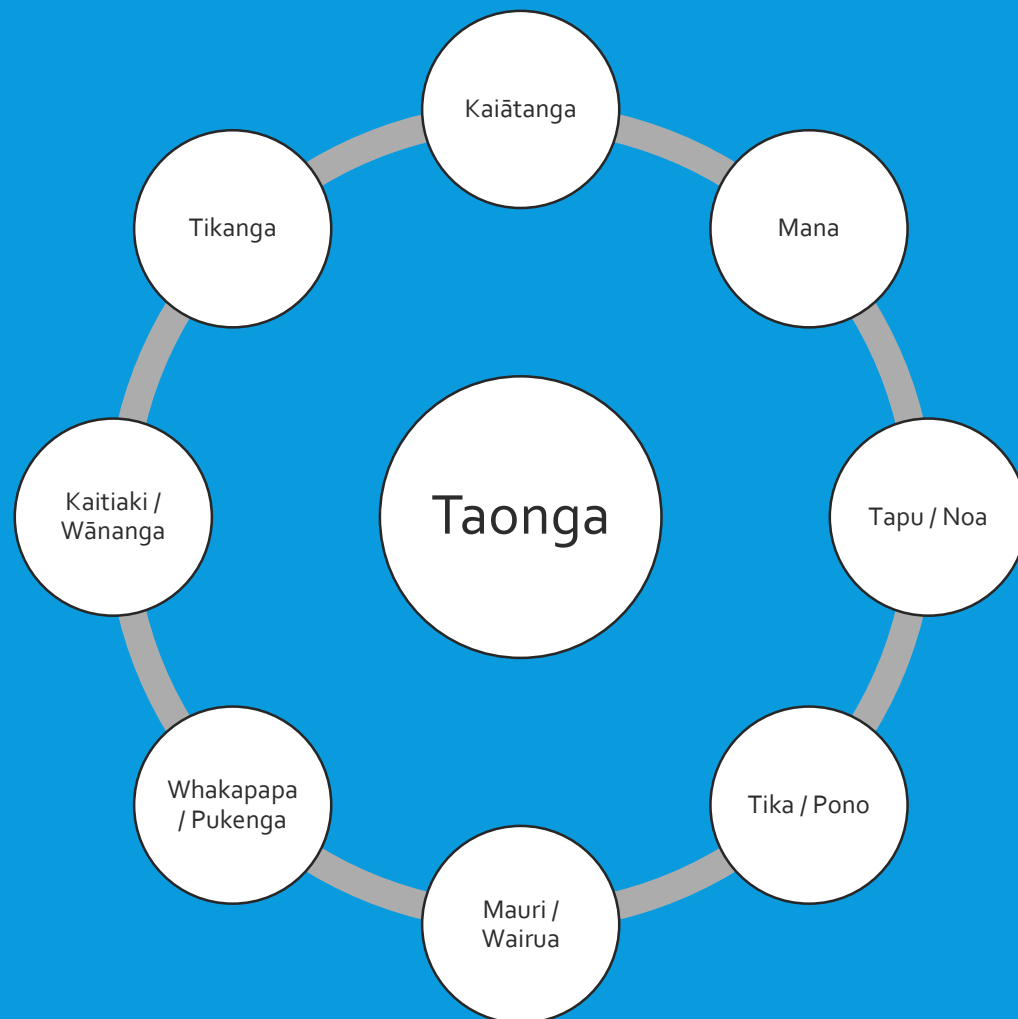 Kaiātanga
Mana
Tapu / Noa
Tika / Pono
Mauri /
Wairua
Whakapapa
/ Pukenga
Kaitiaki /
Wānanga
Tikanga
Taonga